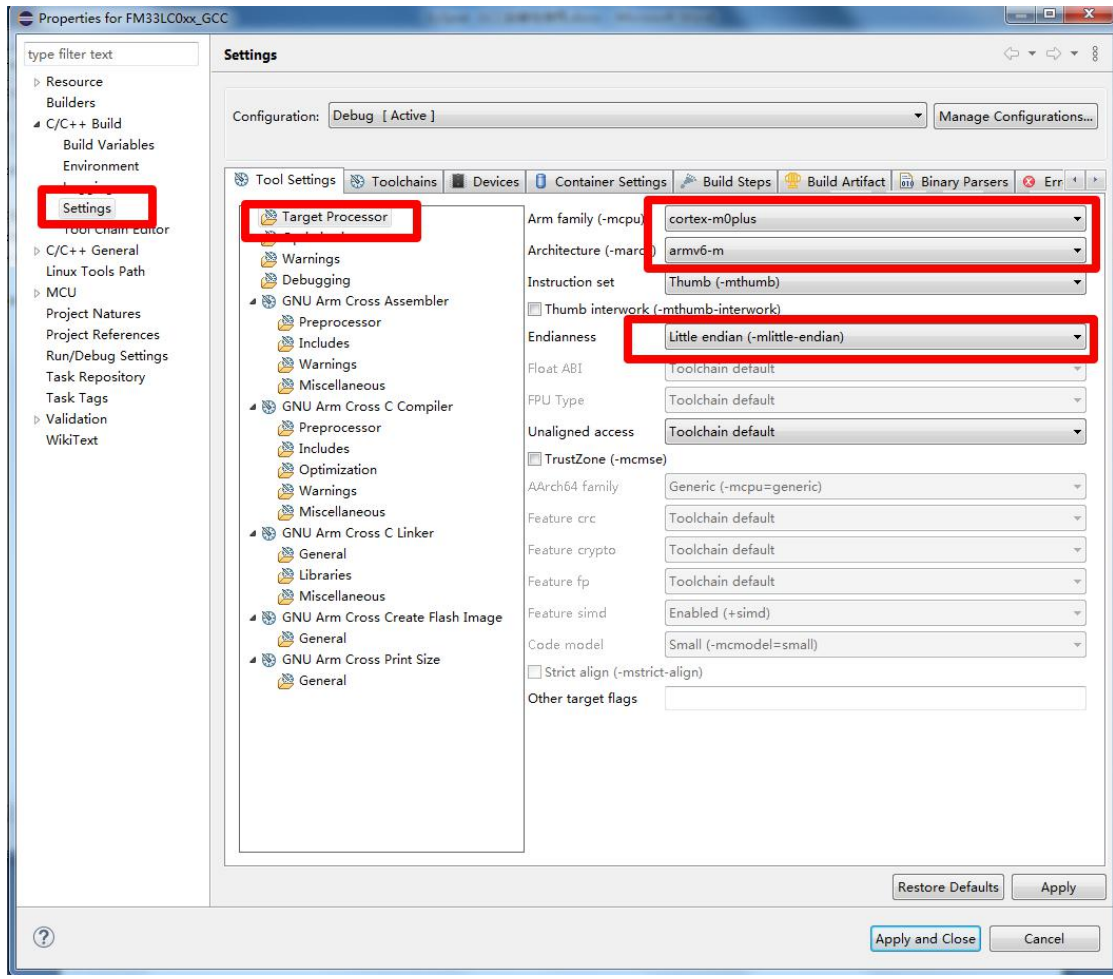 Properties for FM33LC0xx_GCC
type filter text
Resource
Builders
C/C++ Build
Build Variables
Environment
Settings
Tool Chain Editor
C/C++ General
Linux Tools Path
MCU
Project Natures
Project References
Run/Debug Settings
Task Repository
Task Tags
Validation
WikiText
Settings
Configuration: Debug [ Active ] Manage Configurations...
Tool Settings Toolchains Devices Container Settings Build Steps Build Artifact Binary Parsers Err
Target Processor
Warnings
Debugging
GNU Arm Cross Assembler
Preprocessor
Includes
Warnings
Miscellaneous
GNU Arm Cross C Compiler
Preprocessor
Includes
Optimization
Warnings
Miscellaneous
GNU Arm Cross C Linker
General
Libraries
Miscellaneous
GNU Arm Cross Create Flash Image
General
GNU Arm Cross Print Size
General
Arm family (-mcpu) cortex-m0plus
Architecture (-march) armv6-m
Instruction set Thumb (-mthumb)
Thumb interwork (-mthumb-interwork)
Endianness Little endian (-mlittle-endian)
Float ABI Toolchain default
FPU Type Toolchain default
Unaligned access Toolchain default
TrustZone (-mcmse)
AArch64 family Generic (-mcpu=generic)
Feature crc Toolchain default
Feature crypto Toolchain default
Feature fp Toolchain default
Feature simd Enabled (+simd)
Code model Small (-mcmodel=small)
Strict align (-mstrict-align)
Other target flags
Restore Defaults Apply
? Apply and Close Cancel